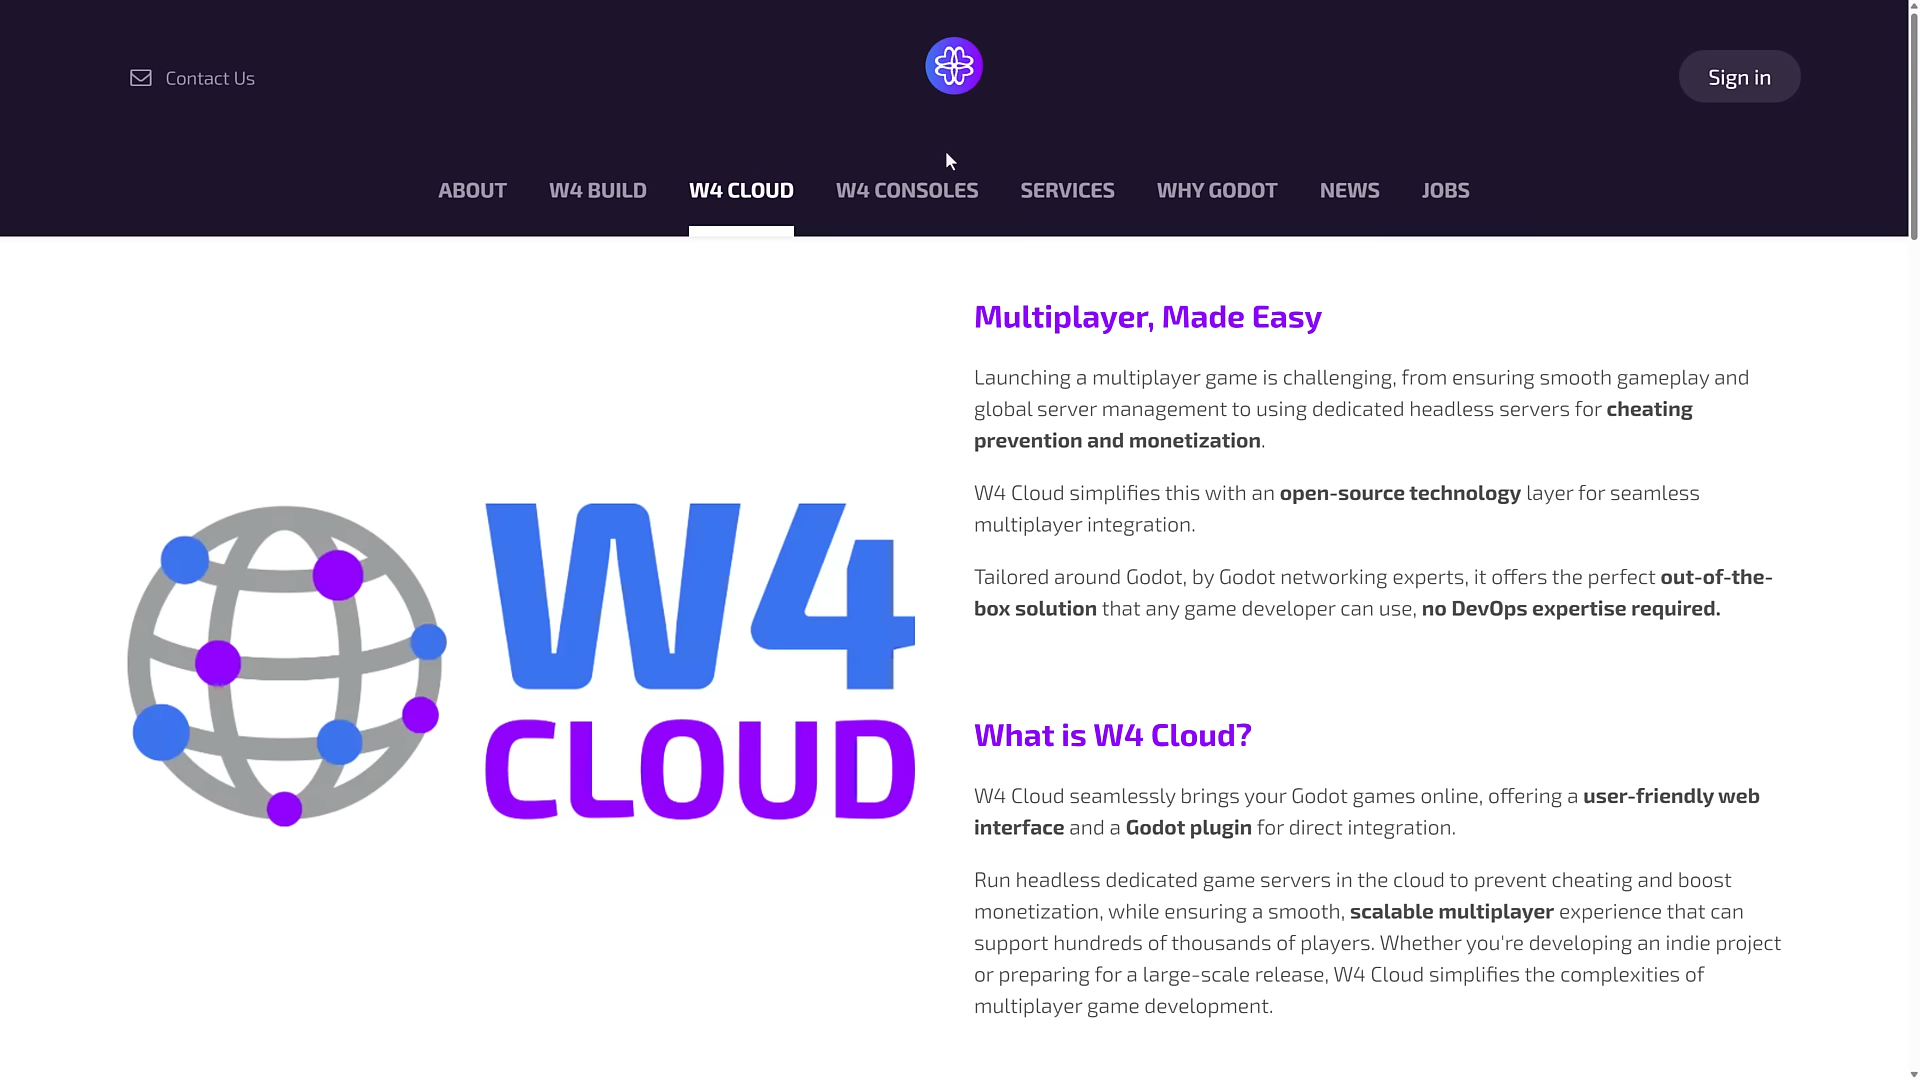 Contact Us
Sign in
ABOUT W4 BUILD W4 CLOUD W4 CONSOLES SERVICES WHY GODOT NEWS JOBS
W4
CLOUD
Multiplayer, Made Easy
Launching a multiplayer game is challenging, from ensuring smooth gameplay and
global server management to using dedicated headless servers for cheating
prevention and monetization.
W4 Cloud simplifies this with an open-source technology layer for seamless
multiplayer integration.
Tailored around Godot, by Godot networking experts, it offers the perfect out-of-the-
box solution that any game developer can use, no DevOps expertise required.
What is W4 Cloud?
W4 Cloud seamlessly brings your Godot games online, offering a user-friendly web
interface and a Godot plugin for direct integration.
Run headless dedicated game servers in the cloud to prevent cheating and boost
monetization, while ensuring a smooth, scalable multiplayer experience that can
support hundreds of thousands of players. Whether you're developing an indie project
or preparing for a large-scale release, W4 Cloud simplifies the complexities of
multiplayer game development.